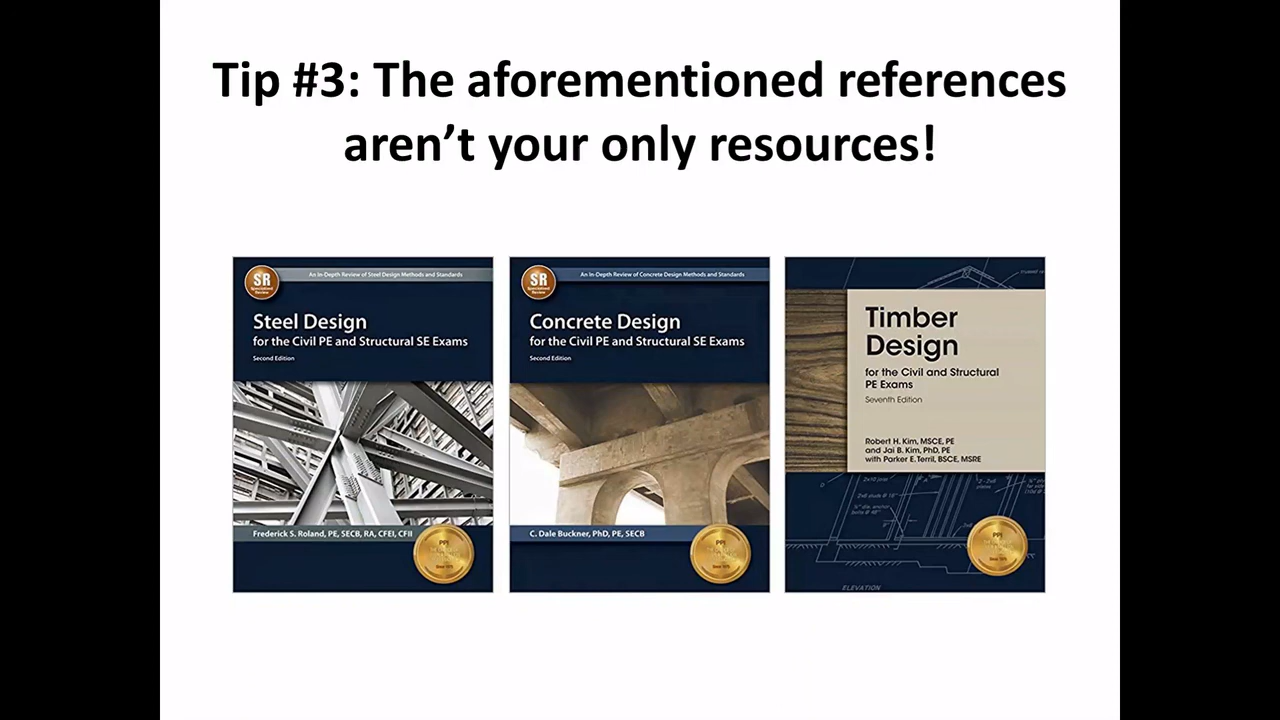 Tip #3: The aforementioned references
aren’t your only resources!
SR
An In-Depth Review of Steel Design Methods and Standards
Steel Design
for the Civil PE and Structural SE Exams
Second Edition
Frederick S. Roland, PE, SECB, RA, CFEI, CFII
PPI
SR
An In-Depth Review of Concrete Design Methods and Standards
Concrete Design
for the Civil PE and Structural SE Exams
Second Edition
C. Dale Buckner, PhD, PE, SECB
PPI
Timber
Design
for the Civil and Structural
PE Exams
Seventh Edition
Robert H. Kim, MSCE, PE
and Jai B. Kim, PhD, PE
with Parker E. Terril, BSCE, MSRE
PPI
ELEVATION